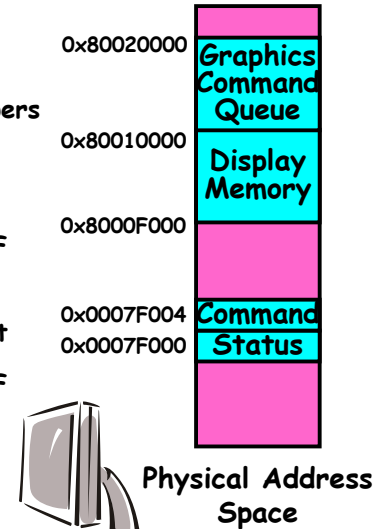 0x80020000
Graphics
Command
Queue
0x80010000
Display
Memory
0x8000F000
0x0007F004
Command
0x0007F000
Status
Physical Address
Space